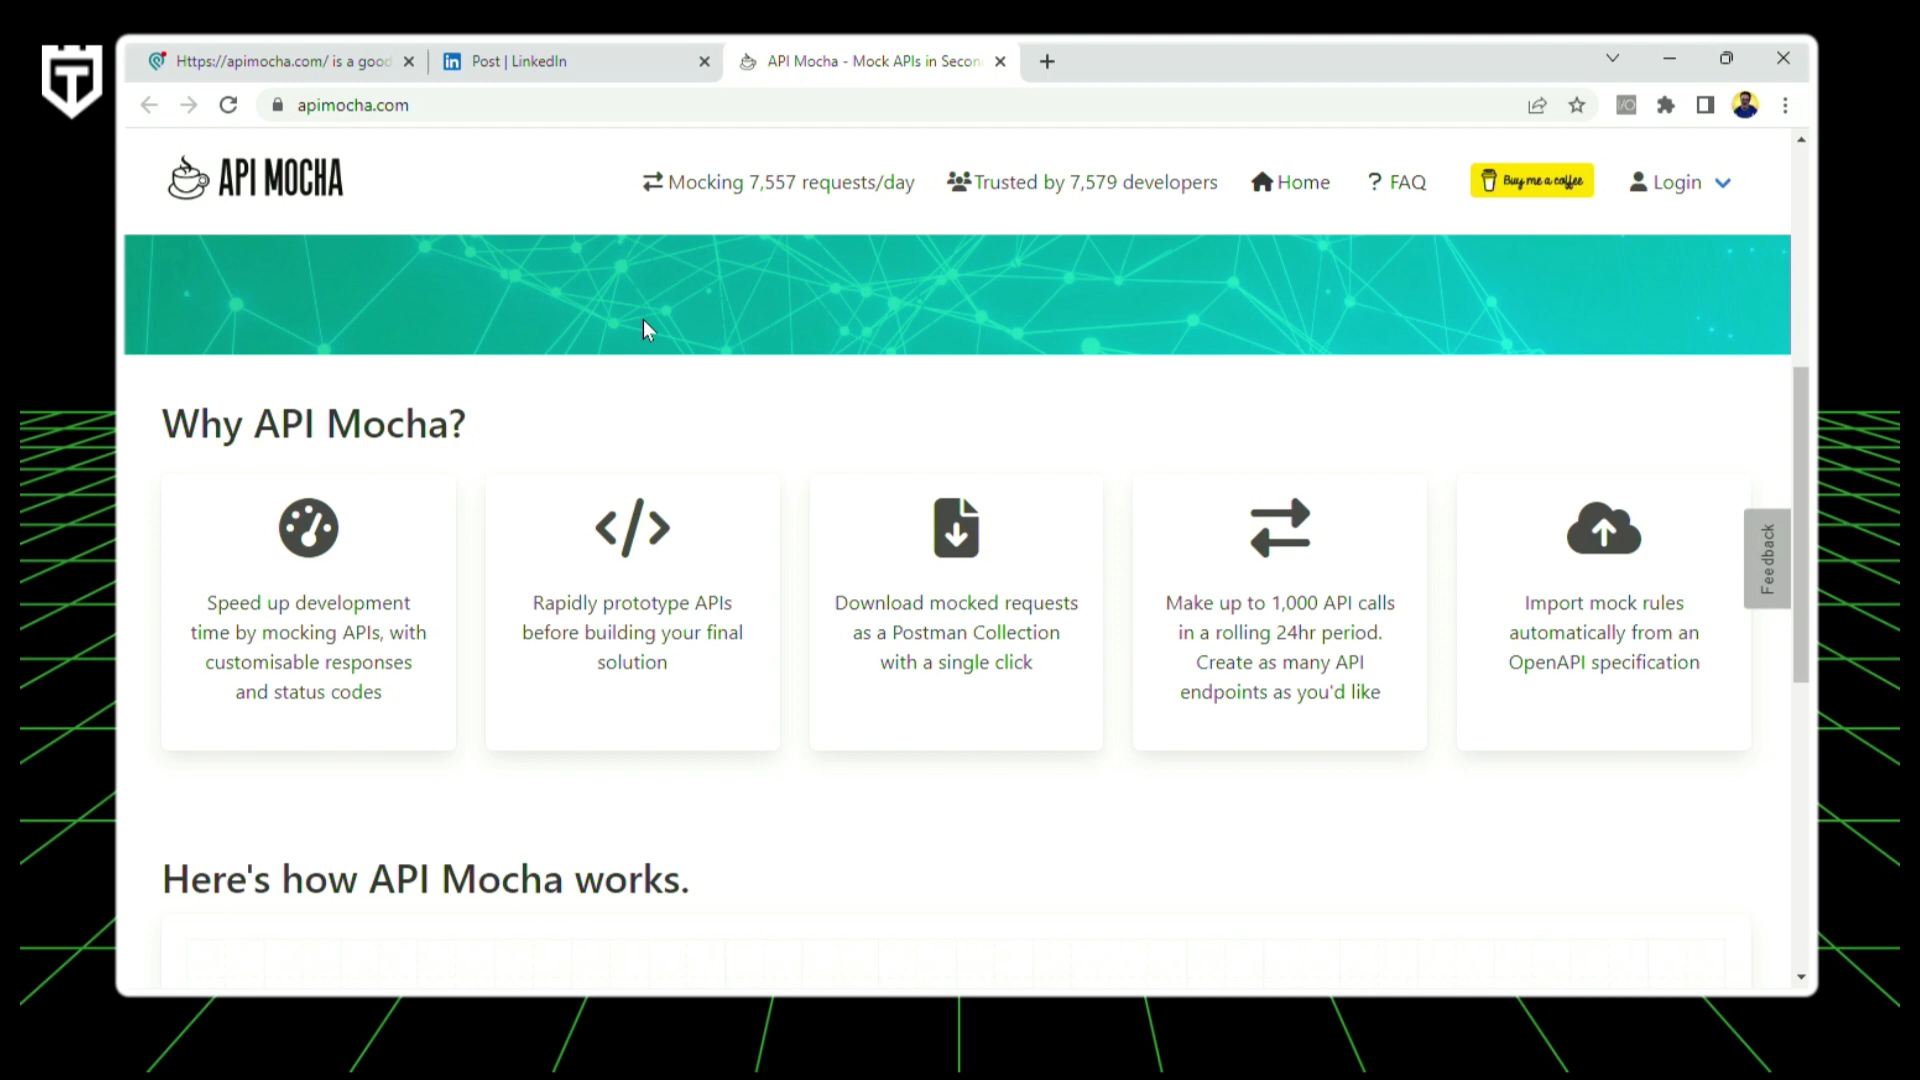 Https://apimocha.com/ is a good
Post | LinkedIn
API Mocha - Mock APIs in Secon
apimocha.com
API MOCHA
Mocking 7,557 requests/day
Trusted by 7,579 developers
Home
? FAQ
Buy me a coffee
Login
Why API Mocha?
Speed up development
time by mocking APIs, with
customisable responses
and status codes
Rapidly prototype APIs
before building your final
solution
Download mocked requests
as a Postman Collection
with a single click
Make up to 1,000 API calls
in a rolling 24hr period.
Create as many API
endpoints as you'd like
Import mock rules
automatically from an
OpenAPI specification
Feedback
Here's how API Mocha works.